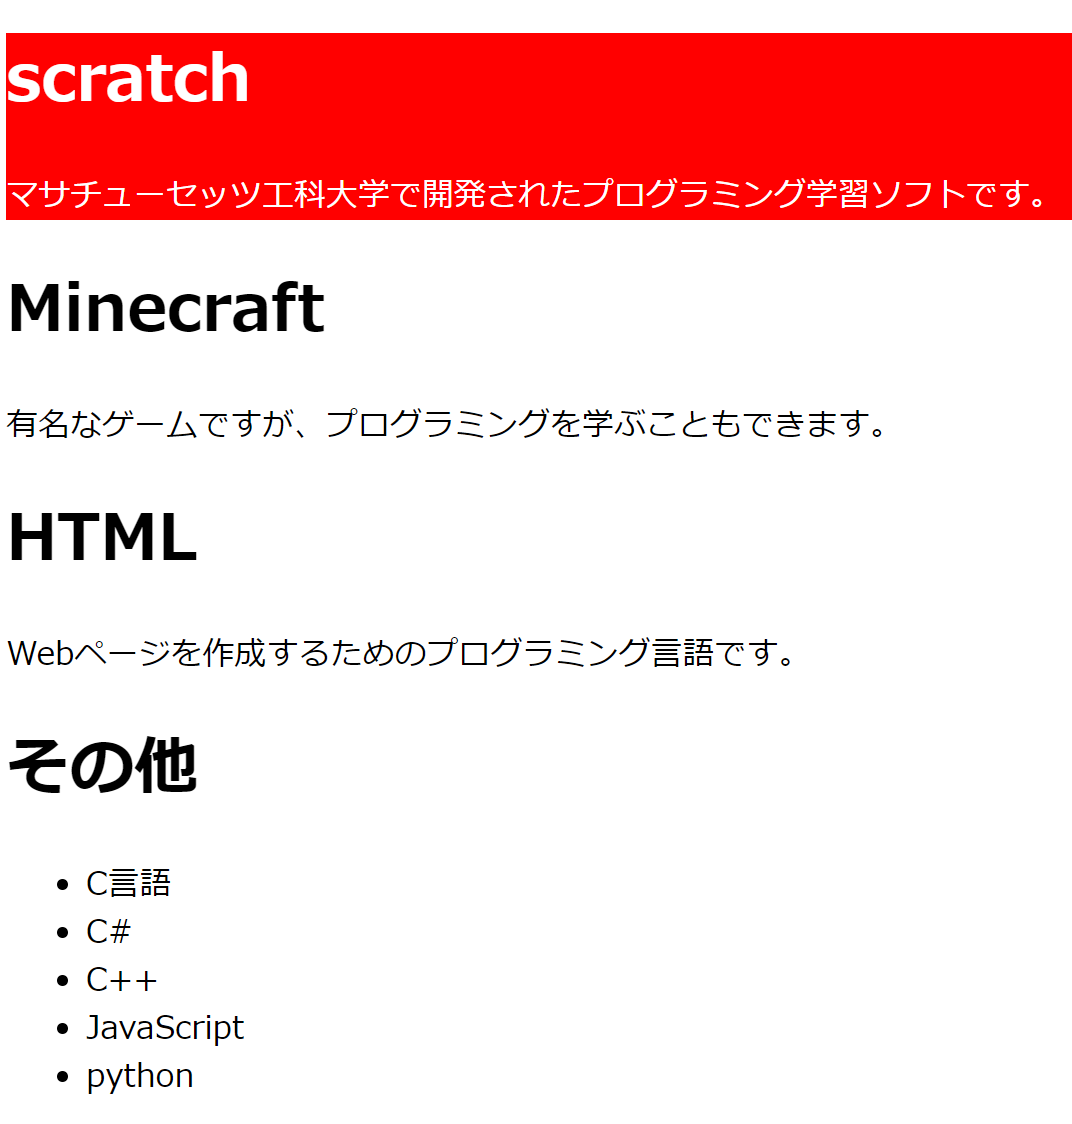 scratch
マサチューセッツ工科大学で開発されたプログラミング学習ソフトです。
Minecraft
有名なゲームですが、プログラミングを学ぶこともできます。
HTML
Webページを作成するためのプログラミング言語です。
その他
• C言語
• C#
• C++
• JavaScript
• python